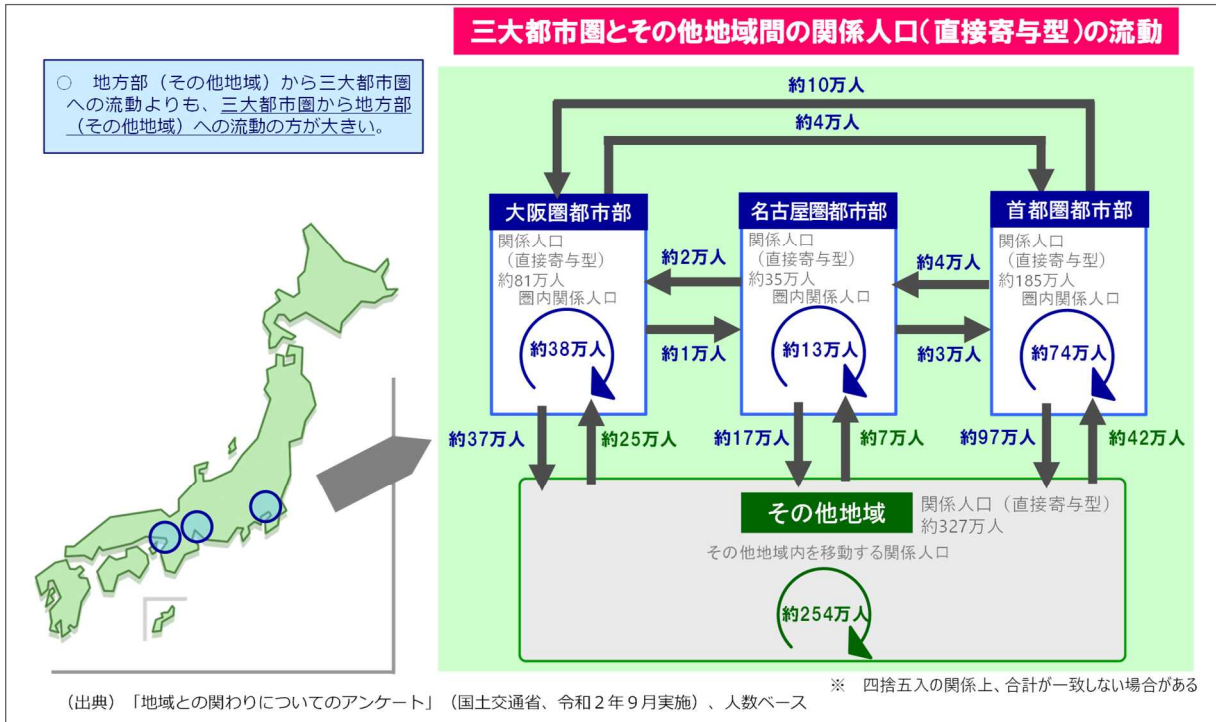 三大都市圏とその他地域間の関係人口（直接寄与型）の流動
○ 地方部（その他地域）から三大都市圏
への流動よりも、三大都市圏から地方部
（その他地域）への流動の方が大きい。
約10万人
約4万人
大阪圏都市部
関係人口
（直接寄与型）
約81万人
圏内関係人口
約38万人
約2万人
約1万人
名古屋圏都市部
関係人口
（直接寄与型）
約35万人
圏内関係人口
約13万人
約4万人
約3万人
首都圏都市部
関係人口
（直接寄与型）
約185万人
圏内関係人口
約74万人
約37万人
約25万人
約17万人
約7万人
約97万人
約42万人
その他地域
関係人口（直接寄与型）
約327万人
その他地域内を移動する関係人口
約254万人
※ 四捨五入の関係上、合計が一致しない場合がある
（出典）「地域との関わりについてのアンケート」（国土交通省、令和２年９月実施）、人数ベース